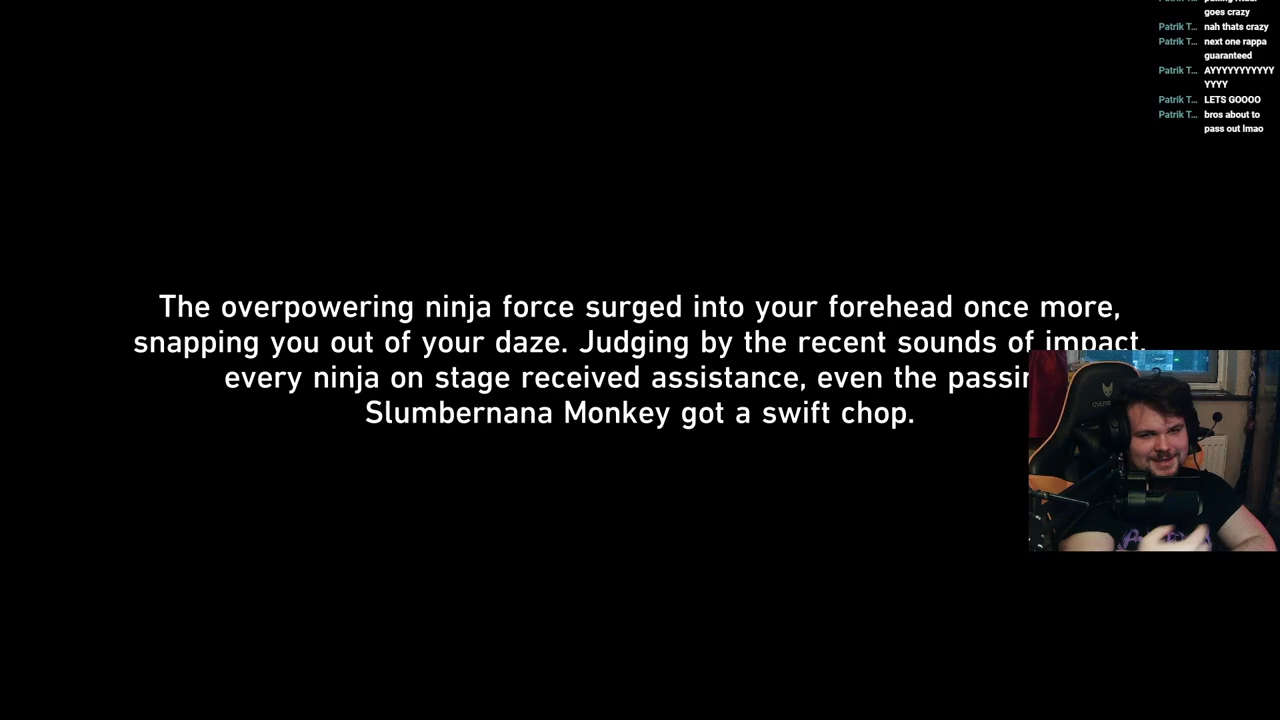 goes crazy
Patrik T... nah thats crazy
Patrik T... next one rappa
guaranteed
Patrik T... AYYYYYYYYYYY
YYYY
Patrik T... LETS GOOOO
Patrik T... bros about to
pass out lmao
The overpowering ninja force surged into your forehead once more,
snapping you out of your daze. Judging by the recent sounds of impact,
every ninja on stage received assistance, even the
Slumbernana Monkey got a swift chop.